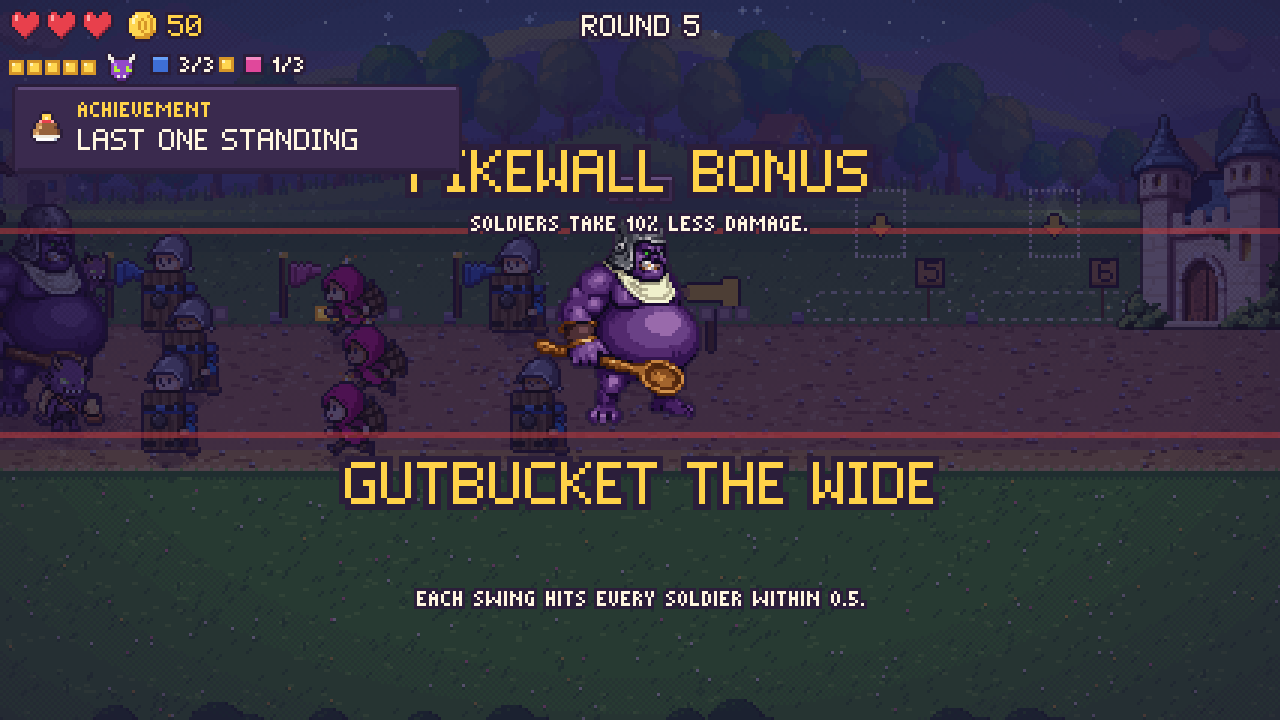 50
ROUND 5
3/3
1/3
ACHIEVEMENT
LAST ONE STANDING
BONUS
SOLDIERS TAKE 10% LESS DAMAGE.
5
6
GUTBUCKET THE WIDE
EACH SWING HITS EVERY SOLDIER WITHIN 0.5.